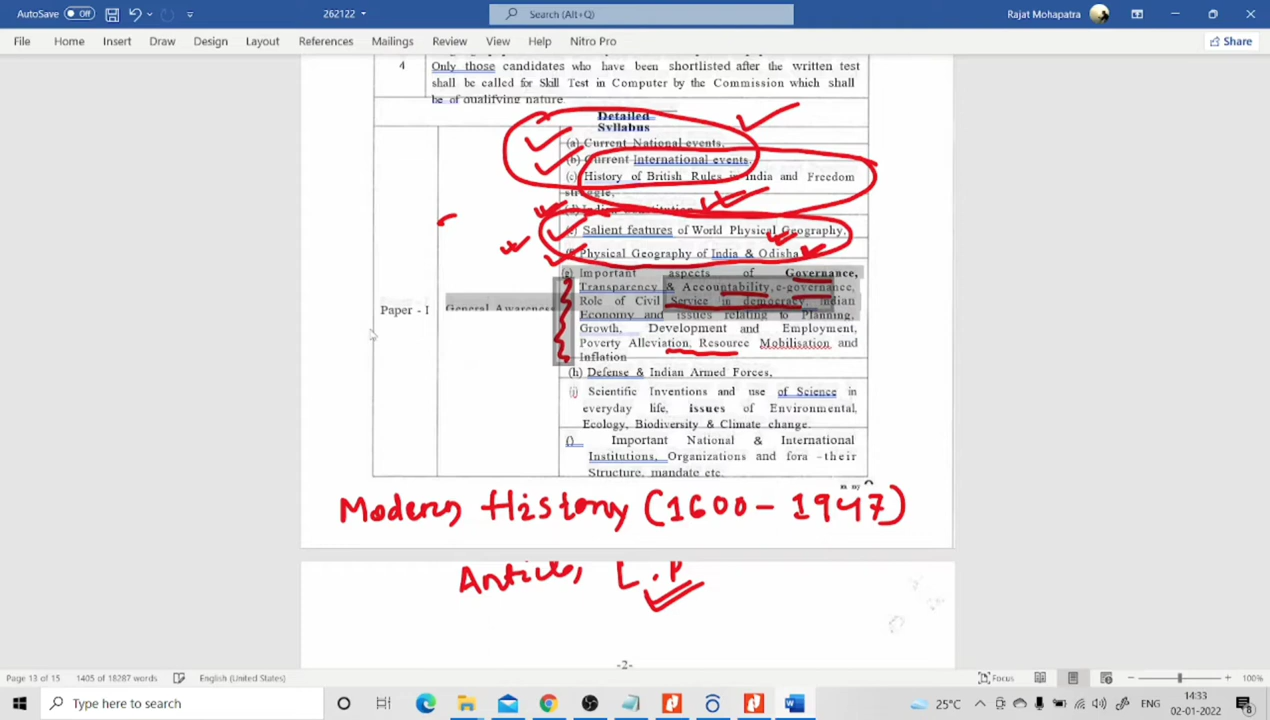 AutoSave Off 262122 Search (Alt+Q) Rajat Mohapatra
File Home Insert Draw Design Layout References Mailings Review View Help Nitro Pro Share
4 Only those candidates who have been shortlisted after the written test
shall be called for Skill Test in Computer by the Commission which shall
be of qualifying nature.
Detailed
Syllabus
(a) Current National events,
(b) Current International events,
(c) History of British Rules in India and Freedom
struggle,
(d) Indian Constitution
Salient features of World Physical Geography,
Physical Geography of India & Odisha
(e) Important aspects of Governance,
Transparency & Accountability, e-governance,
Role of Civil Service in democracy, Indian
Economy and issues relating to Planning,
Paper - I General Awareness
Growth, Development and Employment,
Poverty Alleviation, Resource Mobilisation and
Inflation
(h) Defense & Indian Armed Forces,
(i) Scientific Inventions and use of Science in
everyday life, issues of Environmental,
Ecology, Biodiversity & Climate change.
() Important National & International
Institutions, Organizations and fora -their
Structure, mandate etc.
Modern History (1600 - 1947)
Article, L.P
-2-
Page 13 of 15 1405 of 18287 words English (United States) Focus 100%
Type here to search 25°C ENG 14:33
02-01-2022 8